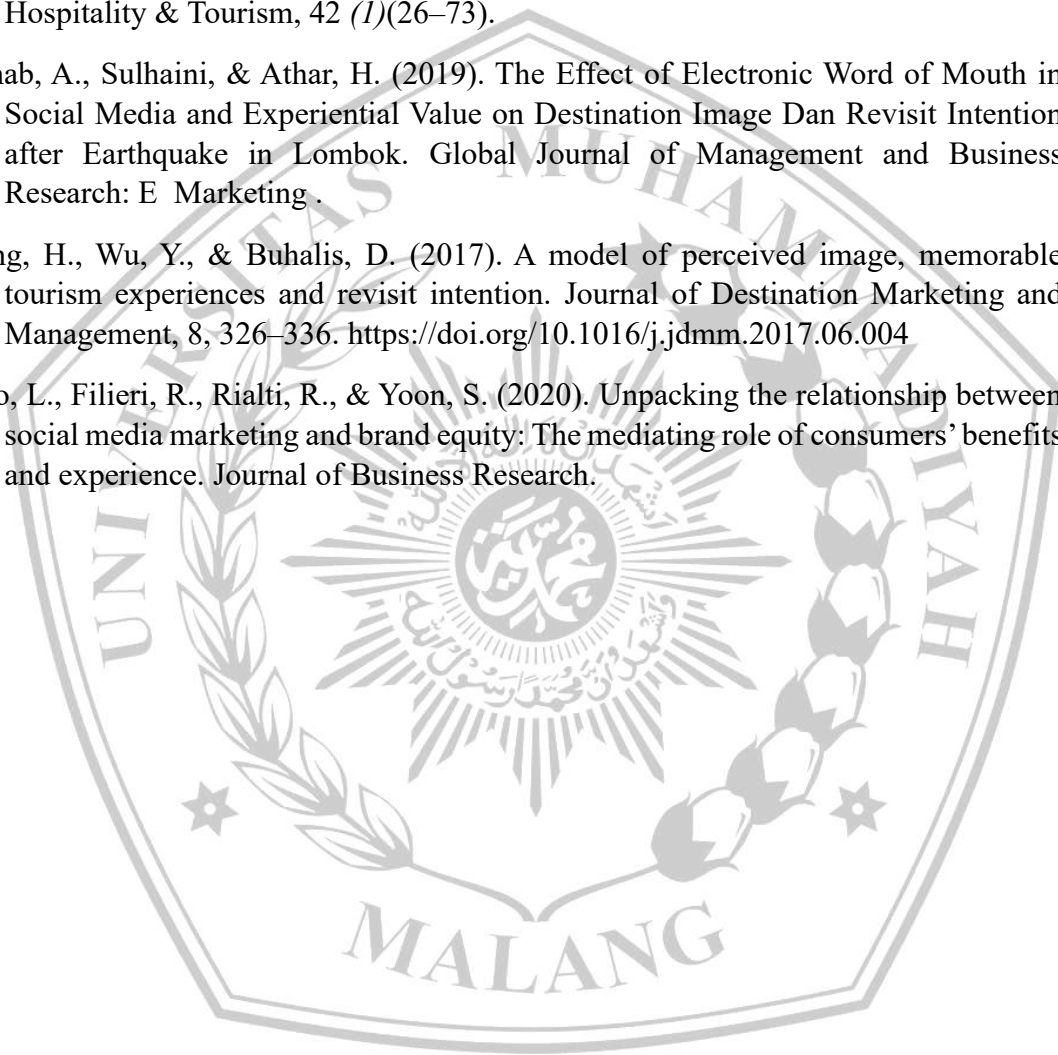 Hospitality & Tourism, 42 (1)(26–73).
nab, A., Sulhaini, & Athar, H. (2019). The Effect of Electronic Word of Mouth in
Social Media and Experiential Value on Destination Image Dan Revisit Intention
after Earthquake in Lombok. Global Journal of Management and Business
Research: E Marketing .
ng, H., Wu, Y., & Buhalis, D. (2017). A model of perceived image, memorable
tourism experiences and revisit intention. Journal of Destination Marketing and
Management, 8, 326–336. https://doi.org/10.1016/j.jdmm.2017.06.004
o, L., Filieri, R., Rialti, R., & Yoon, S. (2020). Unpacking the relationship between
social media marketing and brand equity: The mediating role of consumers’ benefits
and experience. Journal of Business Research.
UNIVERSITAS MUHAMMADIYAH
MALANG